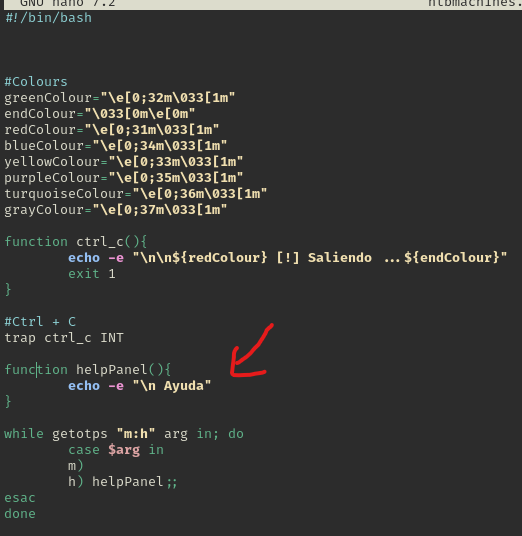 GNU nano 7.2 htbmachines.
#!/bin/bash
#Colours
greenColour="\e[0;32m\033[1m"
endColour="\033[0m\e[0m"
redColour="\e[0;31m\033[1m"
blueColour="\e[0;34m\033[1m"
yellowColour="\e[0;33m\033[1m"
purpleColour="\e[0;35m\033[1m"
turquoiseColour="\e[0;36m\033[1m"
grayColour="\e[0;37m\033[1m"
function ctrl_c(){
echo -e "\n\n${redColour} [!] Saliendo ...${endColour}"
exit 1
}
#Ctrl + C
trap ctrl_c INT
function helpPanel(){
echo -e "\n Ayuda"
}
while getotps "m:h" arg in; do
case $arg in
m)
h) helpPanel;;
esac
done